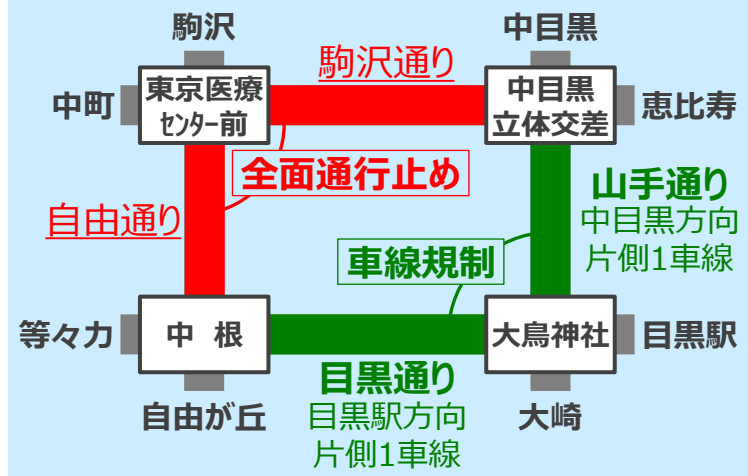 駒沢
中目黒
駒沢通り
中町
東京医療
センター前
中目黒
立体交差
恵比寿
全面通行止め
自由通り
山手通り
中目黒方向
片側1車線
車線規制
等々力
中 根
大鳥神社
目黒駅
目黒通り
目黒駅方向
片側1車線
自由が丘
大崎